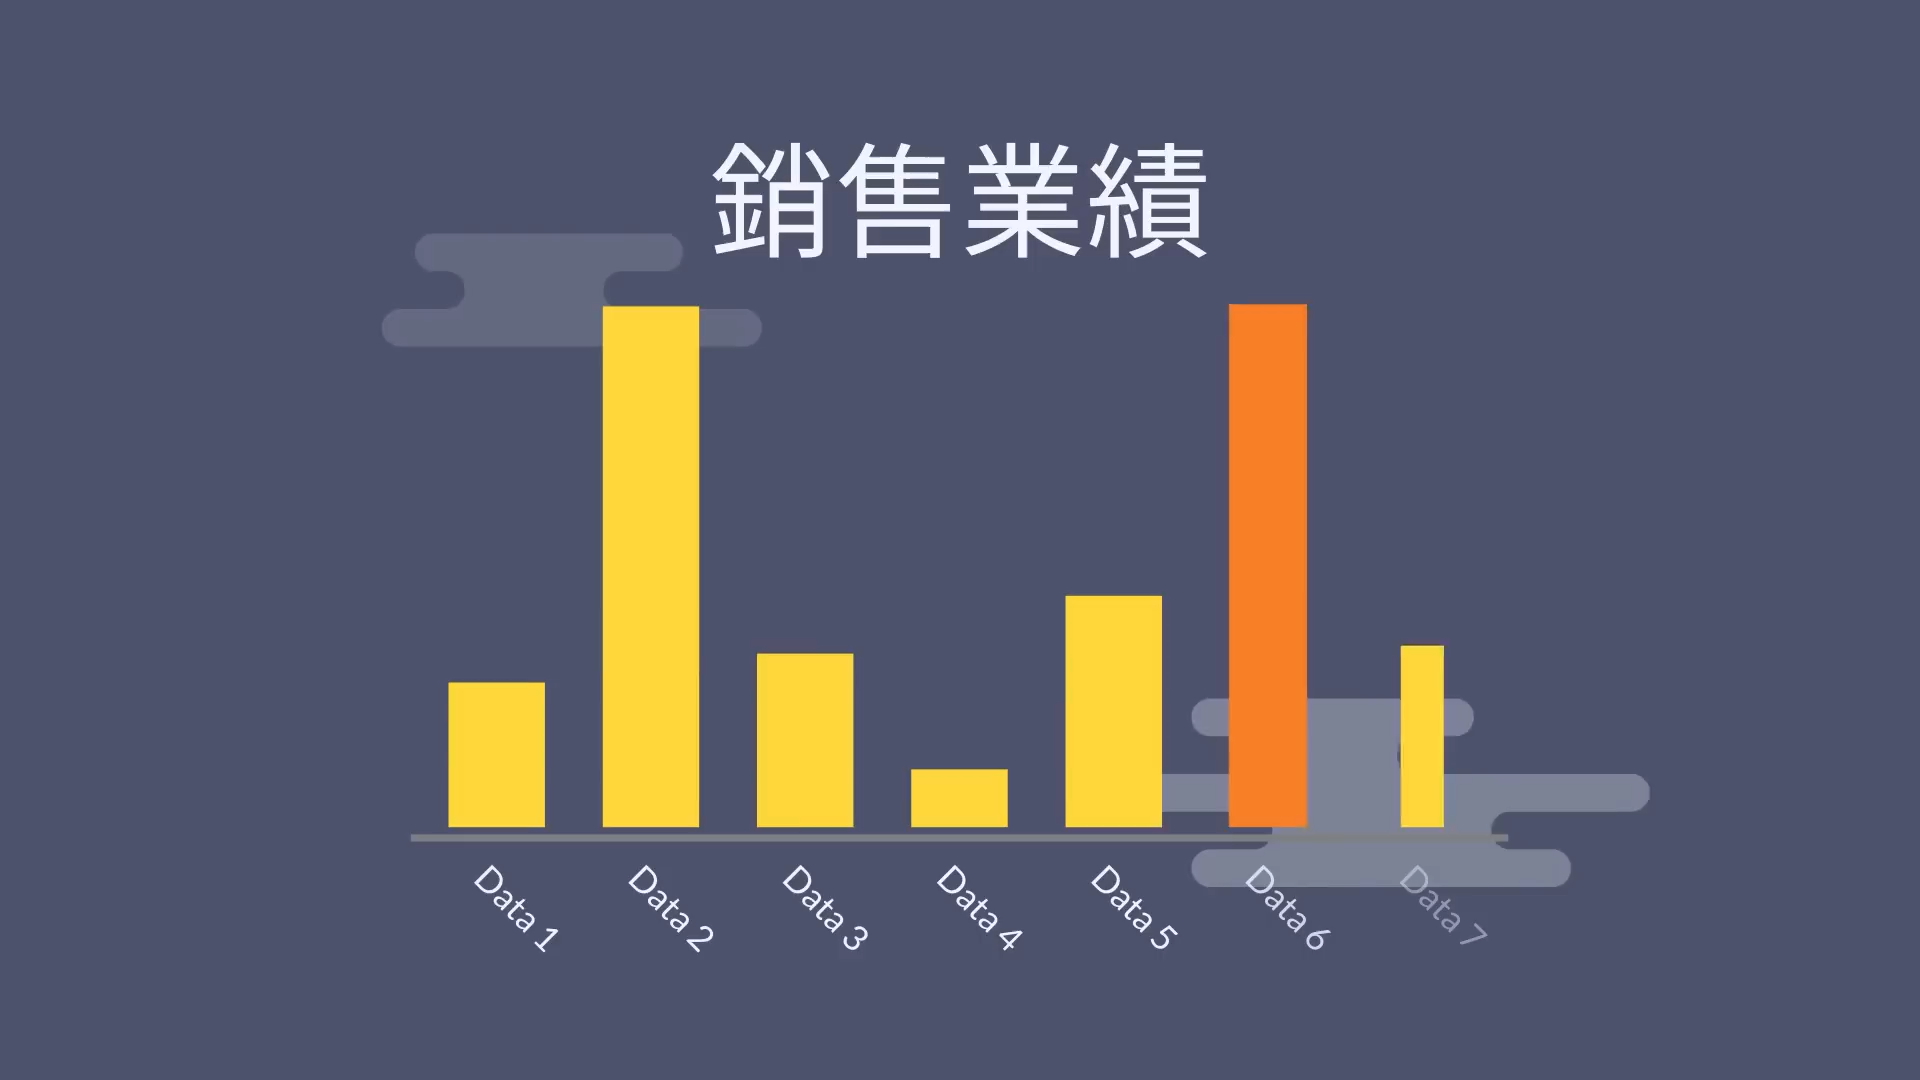 銷售業績
Data 1
Data 2
Data 3
Data 4
Data 5
Data 6
Data 7